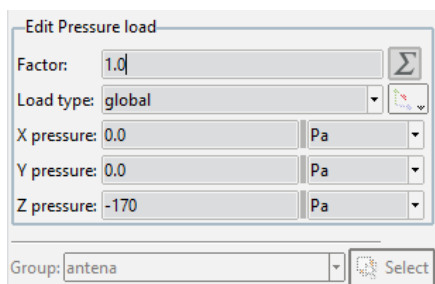 Edit Pressure load
Factor: 1.0 Σ
Load type: global
X pressure: 0.0 Pa
Y pressure: 0.0 Pa
Z pressure: -170 Pa
Group: antena Select